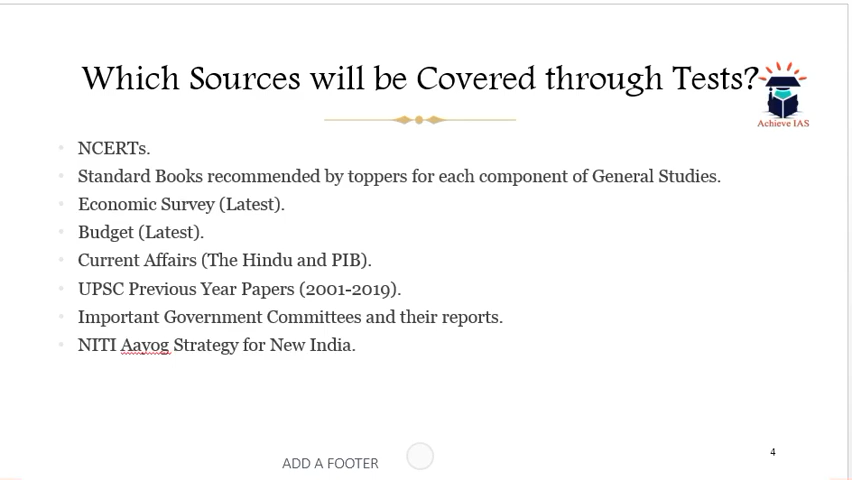 Which Sources will be Covered through Tests?
Achieve IAS
NCERTs.
Standard Books recommended by toppers for each component of General Studies.
Economic Survey (Latest).
Budget (Latest).
Current Affairs (The Hindu and PIB).
UPSC Previous Year Papers (2001-2019).
Important Government Committees and their reports.
NITI Aayog Strategy for New India.
ADD A FOOTER
4